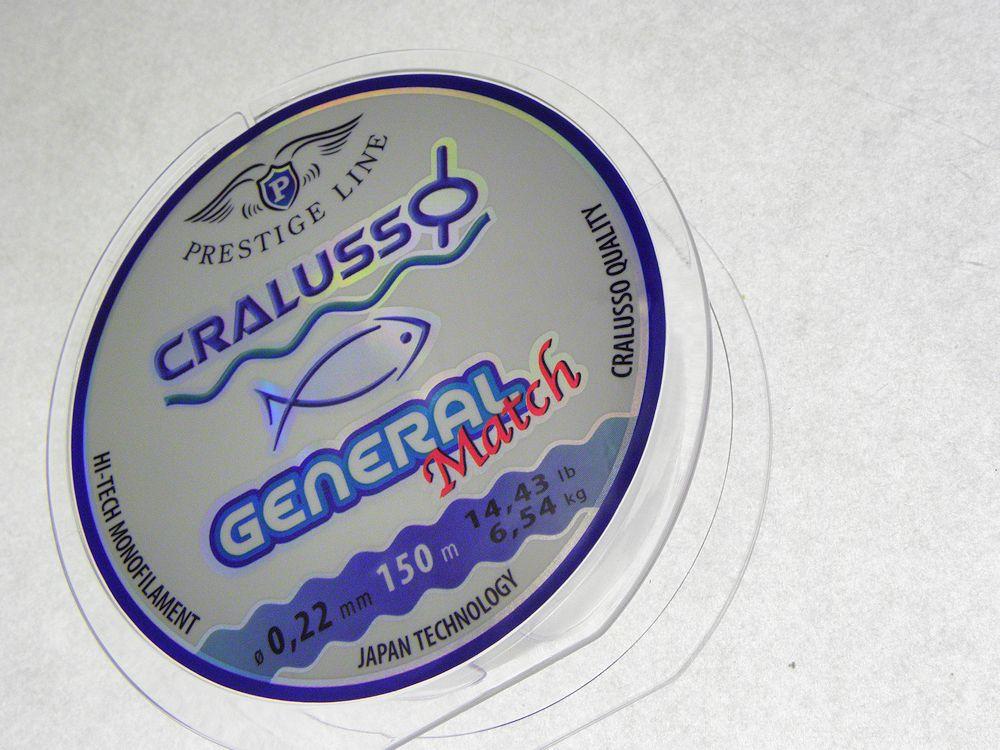 P
PRESTIGE LINE
CRALUSSO
CRALUSSO QUALITY
GENERAL
Match
HI-TECH MONOFILAMENT
14,43 lb
6,54 kg
150 m
ø 0,22 mm
JAPAN TECHNOLOGY